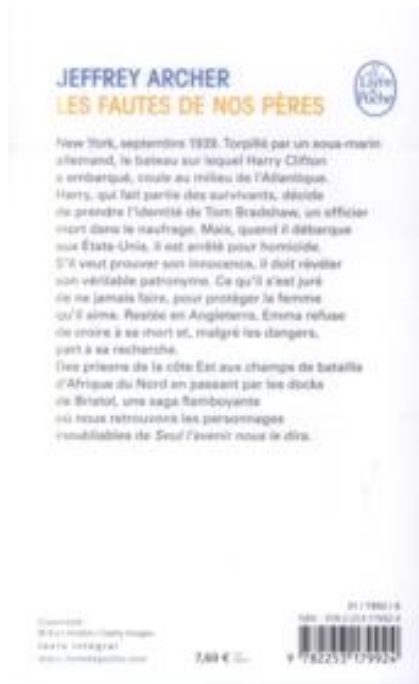 JEFFREY ARCHER
LES FAUTES DE NOS PÈRES
Le Livre de Poche
New York, septembre 1939. Torpillé par un sous-marin
allemand, le bateau sur lequel Harry Clifton
a embarqué, coule au milieu de l'Atlantique.
Harry, qui fait partie des survivants, décide
de prendre l'identité de Tom Bradshaw, un officier
mort dans le naufrage. Mais, quand il débarque
aux États-Unis, il est arrêté pour homicide.
S'il veut prouver son innocence, il doit révéler
son véritable patronyme. Ce qu'il s'est juré
de ne jamais faire, pour protéger la femme
qu'il aime. Restée en Angleterre, Emma refuse
de croire à sa mort et, malgré les dangers,
part à sa recherche.
Des prisons de la côte Est aux champs de bataille
d'Afrique du Nord en passant par les docks
de Bristol, une saga flamboyante
où nous retrouvons les personnages
inoubliables de Seul l'avenir nous le dira.
texte intégral
7,60 €
9 782253 179924